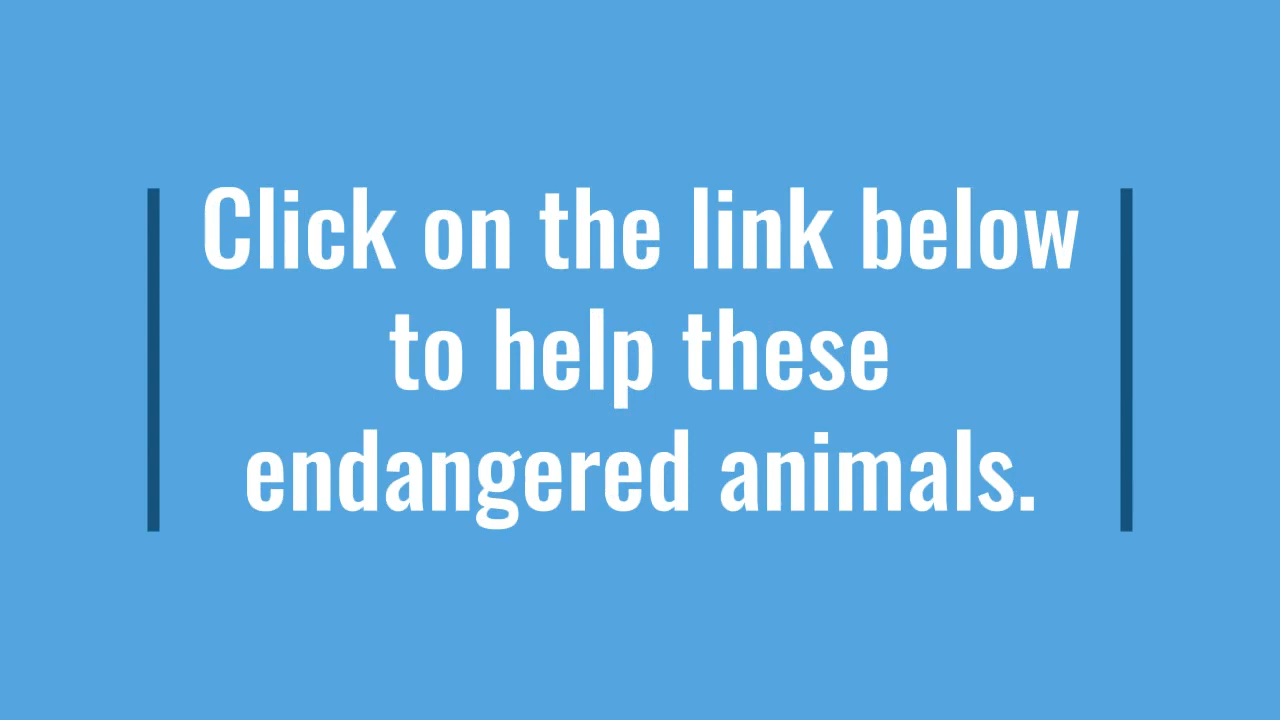 Click on the link below
to help these
endangered animals.